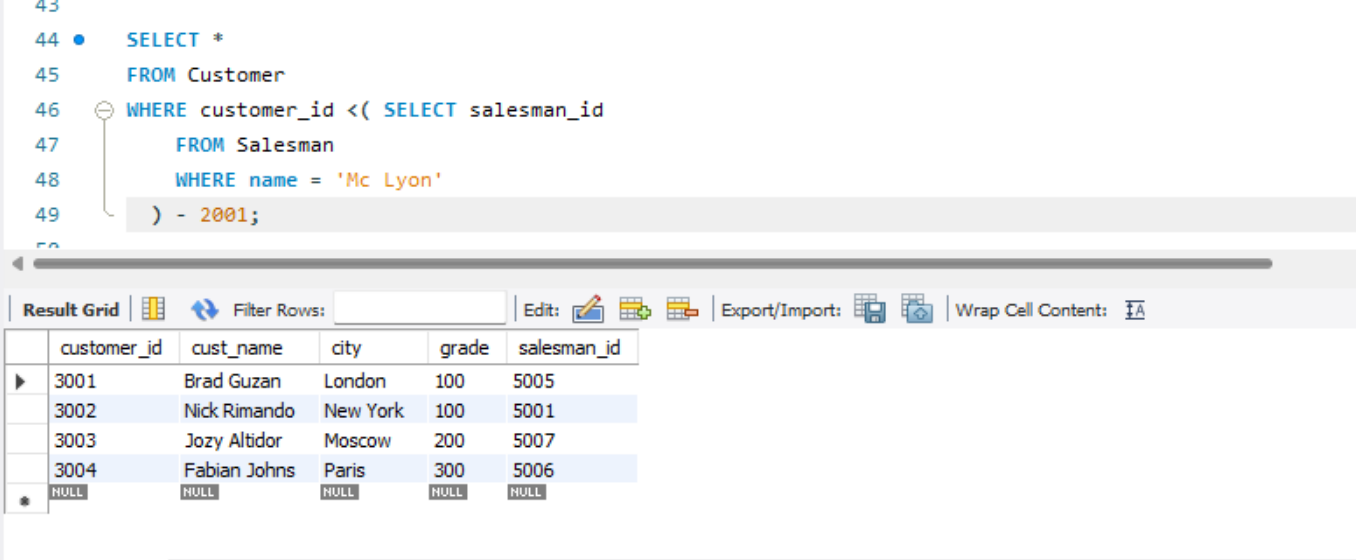 43
44 SELECT *
45 FROM Customer
46 WHERE customer_id <( SELECT salesman_id
47 FROM Salesman
48 WHERE name = 'Mc Lyon'
49 ) - 2001;
50
Result Grid Filter Rows: Edit: Export/Import: Wrap Cell Content: IA
customer_id cust_name city grade salesman_id
3001 Brad Guzan London 100 5005
3002 Nick Rimando New York 100 5001
3003 Jozy Altidor Moscow 200 5007
3004 Fabian Johns Paris 300 5006
NULL NULL NULL NULL NULL